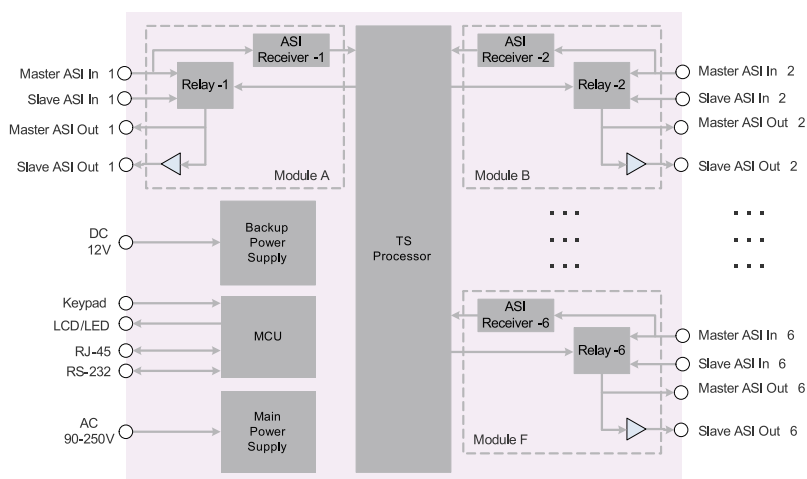 Master ASI In 1
Slave ASI In 1
Master ASI Out 1
Slave ASI Out 1
ASI
Receiver -1
Relay -1
Module A
TS
Processor
ASI
Receiver -2
Relay -2
Module B
Master ASI In 2
Slave ASI In 2
Master ASI Out 2
Slave ASI Out 2
DC
12V
Backup
Power
Supply
Keypad
LCD/LED
RJ-45
RS-232
MCU
AC
90-250V
Main
Power
Supply
ASI
Receiver -6
Relay-6
Module F
Master ASI In 6
Slave ASI In 6
Master ASI Out 6
Slave ASI Out 6